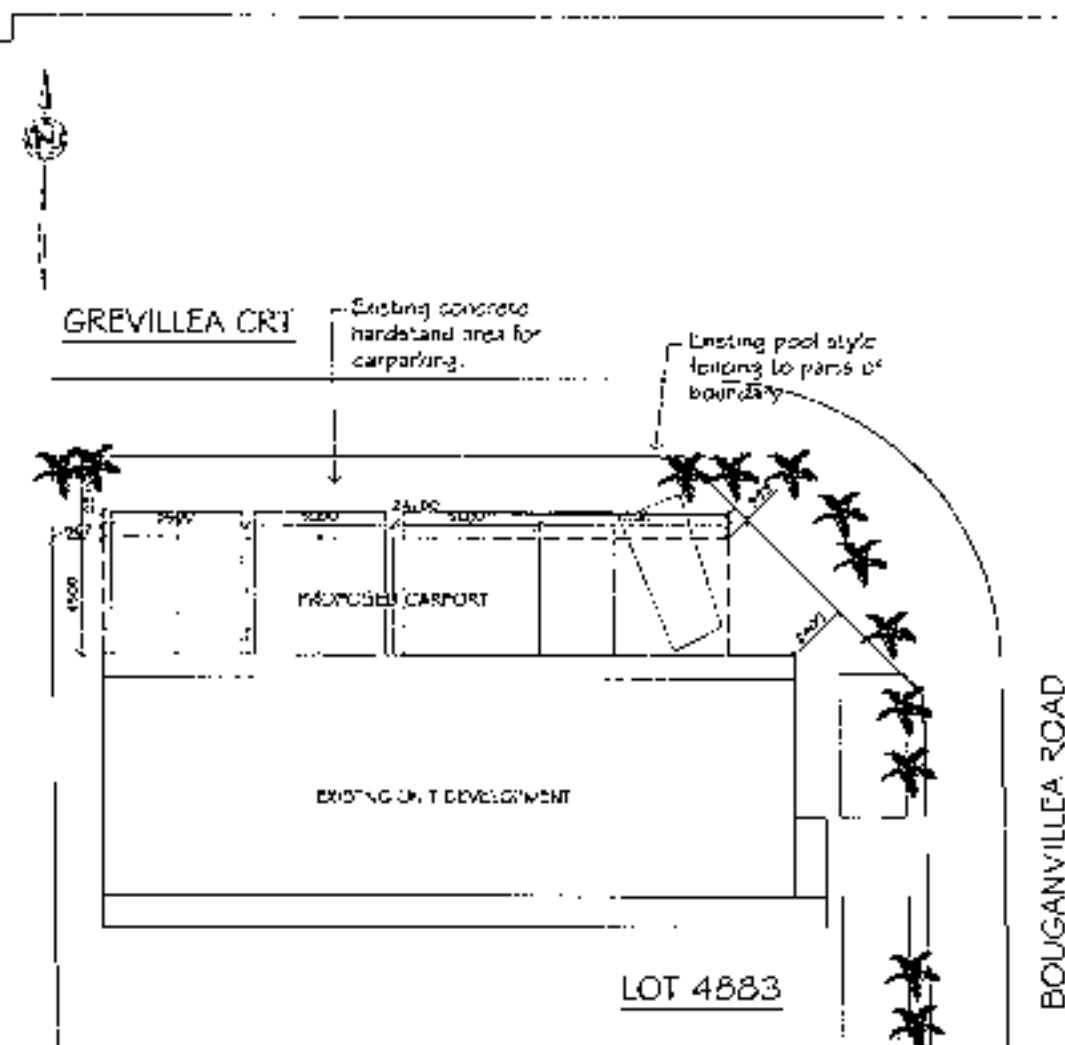 N
GREVILLEA CRT
Existing concrete
hardstand area for
carparking.
Existing pool style
fencing to parts of
boundary
PROPOSED CARPORT
4500
EXISTING UNIT DEVELOPMENT
LOT 4883
BOUGANVILLEA ROAD